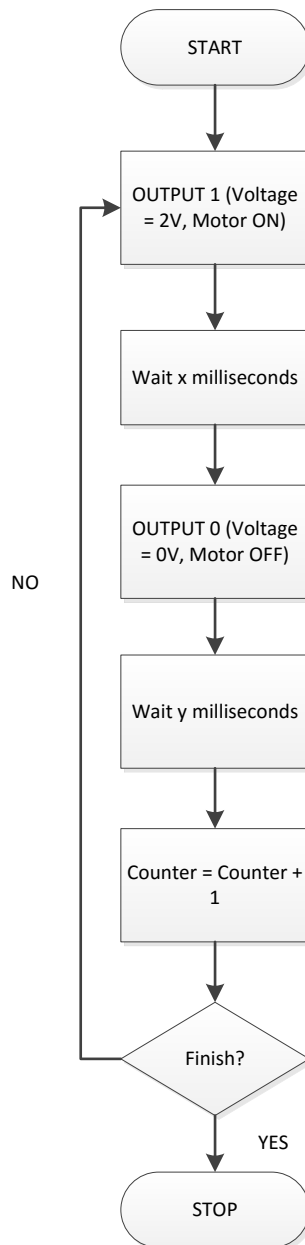 START
OUTPUT 1 (Voltage
= 2V, Motor ON)
Wait x milliseconds
OUTPUT 0 (Voltage
= 0V, Motor OFF)
NO
Wait y milliseconds
Counter = Counter +
1
Finish?
YES
STOP